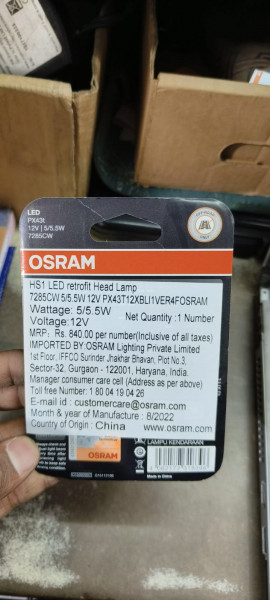 LED
PX43t
12V | 5/5.5W
7285CW
OSRAM
HS1 LED retrofit Head Lamp
7285CW 5/5.5W 12V PX43T12XBLI1VER4FOSRAM
Wattage: 5/5.5W
Voltage:12V
Net Quantity :1 Number
MRP: Rs. 840.00 per number(Inclusive of all taxes)
IMPORTED BY:OSRAM Lighting Private Limited
1st Floor, IFFCO Surinder Jhakhar Bhavan, Plot No.3,
Sector-32, Gurgaon - 122001, Haryana, India.
Manager consumer care cell (Address as per above)
Toll free Number: 1 80 04 19 04 26
E-mail id : customercare@osram.com
Month & year of Manufacture : 8/2022
Country of Origin : China
www.osram.com
OSRAM
LAMPU KENDARAAN
Made in China